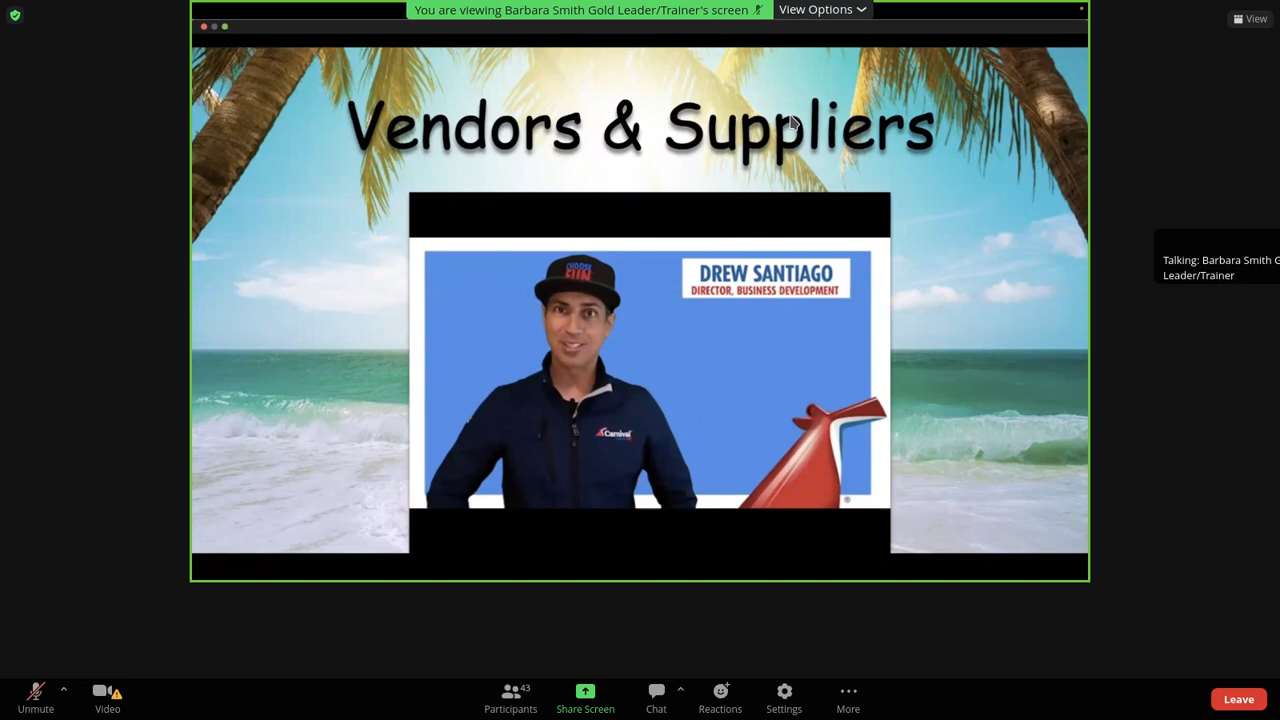 You are viewing Barbara Smith Gold Leader/Trainer's screen
View Options
View
Vendors & Suppliers
CHOOSE
FUN
DREW SANTIAGO
DIRECTOR, BUSINESS DEVELOPMENT
Carnival
®
Talking: Barbara Smith G
Leader/Trainer
43
Unmute
Video
Participants
Share Screen
Chat
Reactions
Settings
More
Leave